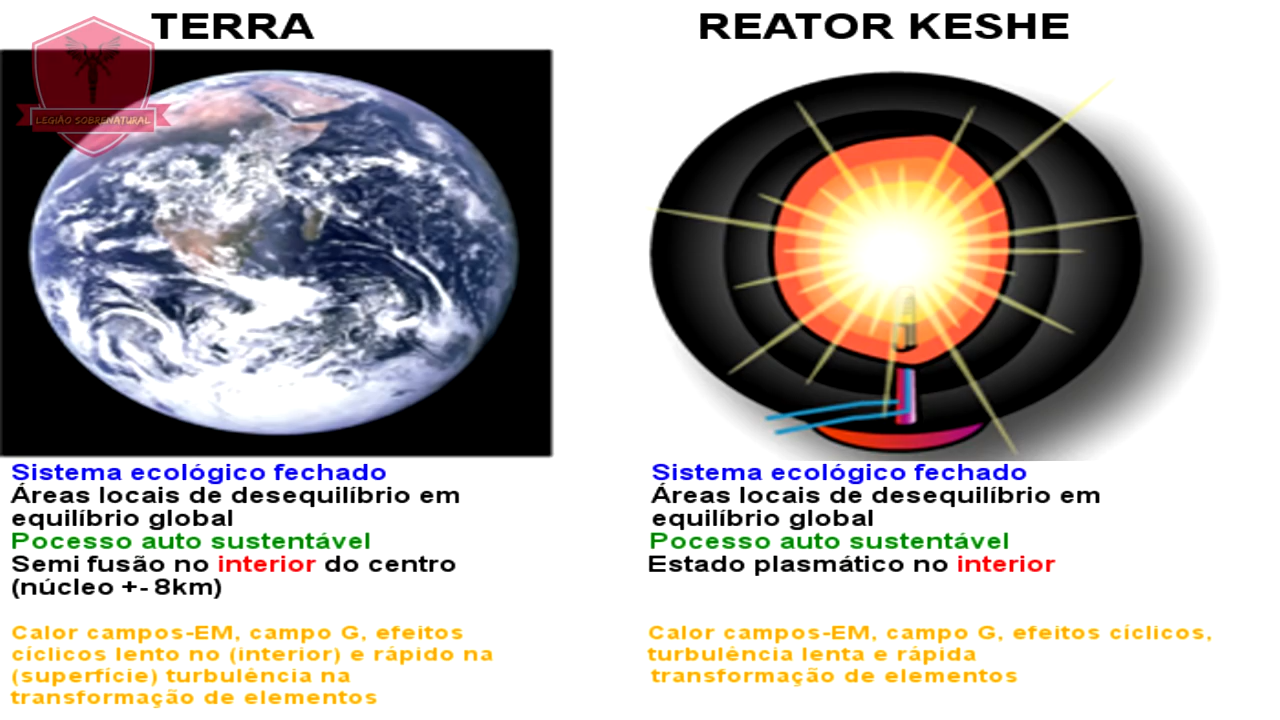 TERRA
LEGIÃO SOBRENATURAL
Sistema ecológico fechado
Áreas locais de desequilíbrio em
equilíbrio global
Pocesso auto sustentável
Semi fusão no interior do centro
(núcleo +- 8km)
Calor campos-EM, campo G, efeitos
cíclicos lento no (interior) e rápido na
(superfície) turbulência na
transformação de elementos
REATOR KESHE
Sistema ecológico fechado
Áreas locais de desequilíbrio em
equilíbrio global
Pocesso auto sustentável
Estado plasmático no interior
Calor campos-EM, campo G, efeitos cíclicos,
turbulência lenta e rápida
transformação de elementos